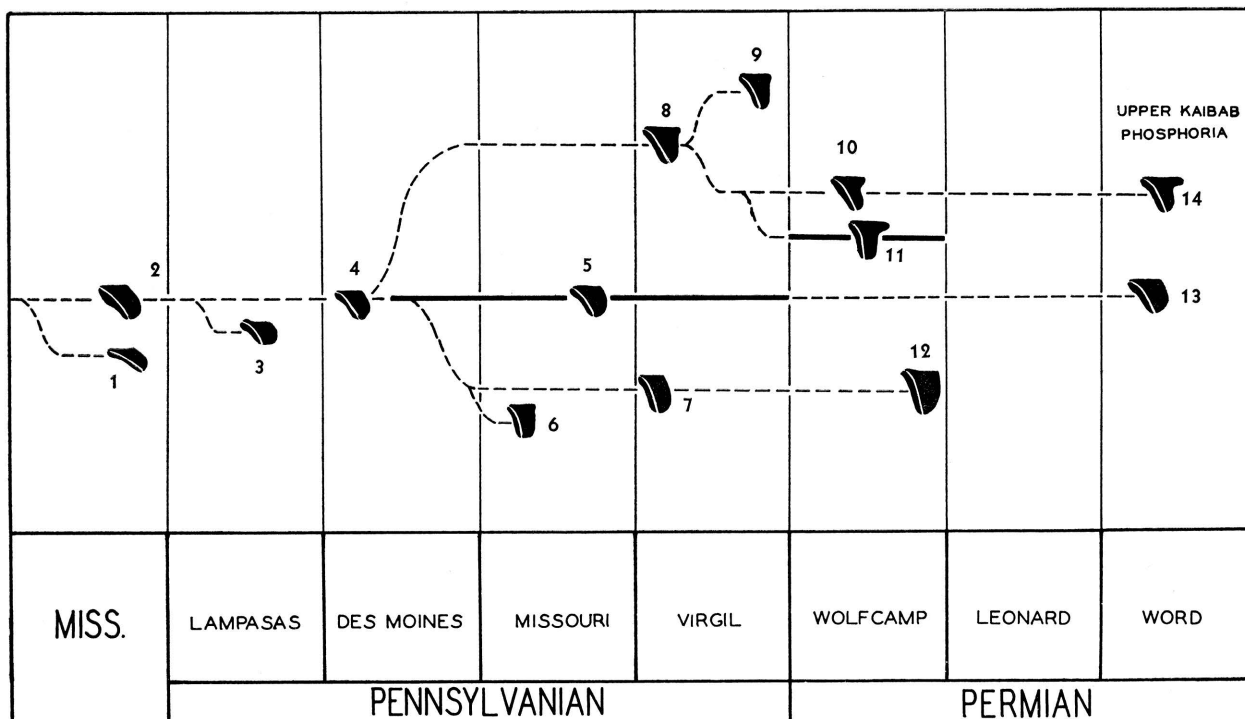 9
8
UPPER KAIBAB
PHOSPHORIA
10
14
11
2
4
5
13
3
1
12
7
6
MISS.
LAMPASAS
DES MOINES
MISSOURI
VIRGIL
WOLFCAMP
LEONARD
WORD
PENNSYLVANIAN
PERMIAN